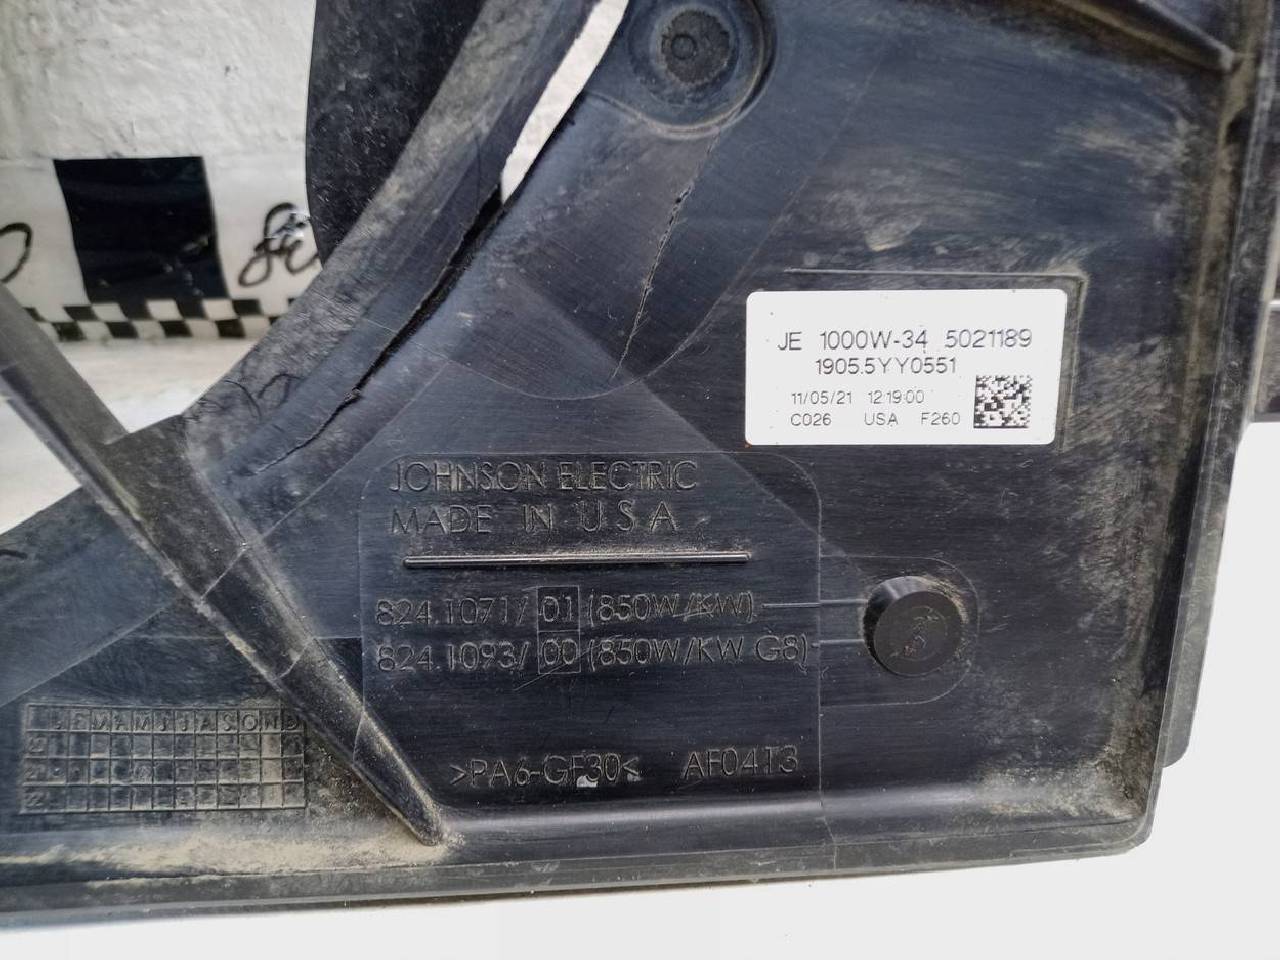 JE 1000W-34 5021189
1905.5YY0551
11/05/21 12:19:00
C026 USA F260
JOHNSON ELECTRIC
MADE IN U S A
824.1071/01(850W/KW)
824.1093/00(850W/KW G8)
J F M A M J J A S O N D
>PA6-GF30< AF04T3